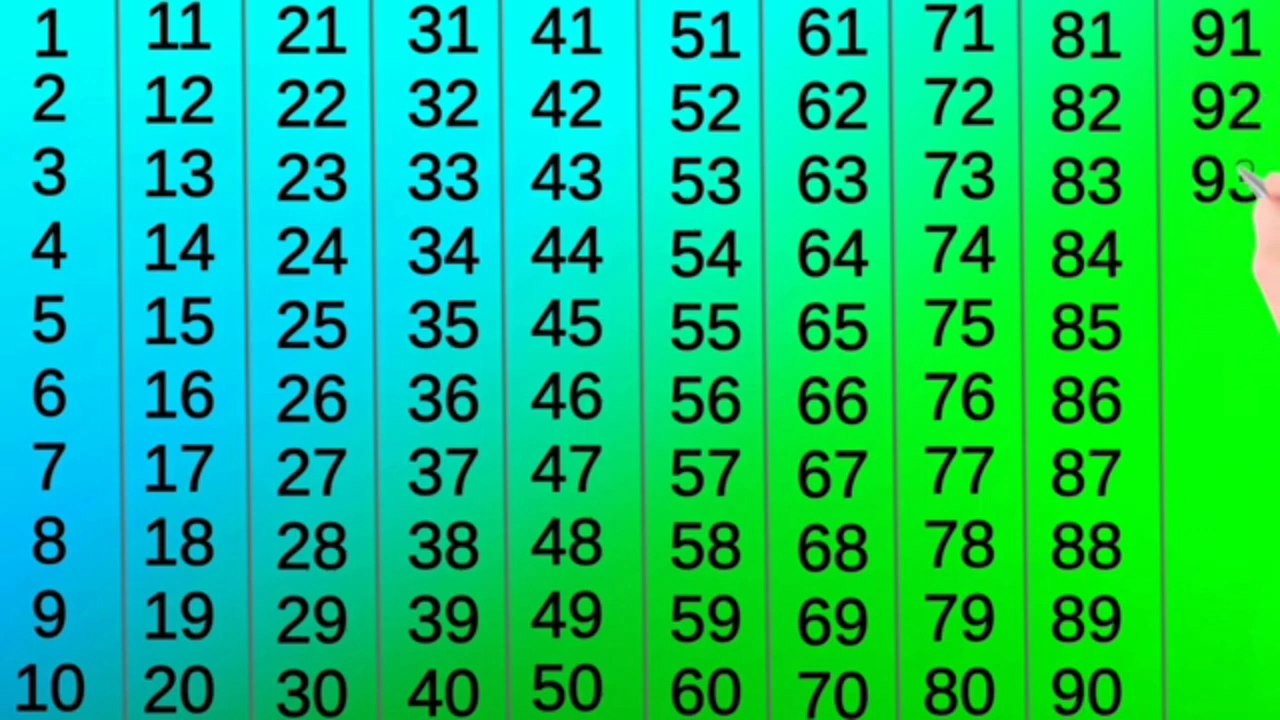 1 11 21 31 41 51 61 71 81 91
2 12 22 32 42 52 62 72 82 92
3 13 23 33 43 53 63 73 83 93
4 14 24 34 44 54 64 74 84
5 15 25 35 45 55 65 75 85
6 16 26 36 46 56 66 76 86
7 17 27 37 47 57 67 77 87
8 18 28 38 48 58 68 78 88
9 19 29 39 49 59 69 79 89
10 20 30 40 50 60 70 80 90